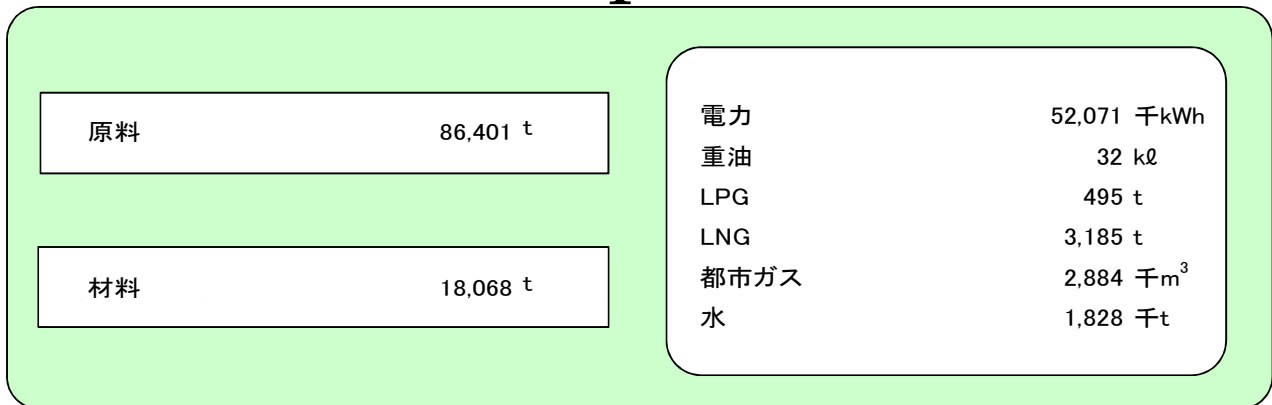 原料 86,401 t
材料 18,068 t
電力 52,071 千kWh
重油 32 kℓ
LPG 495 t
LNG 3,185 t
都市ガス 2,884 千m³
水 1,828 千t